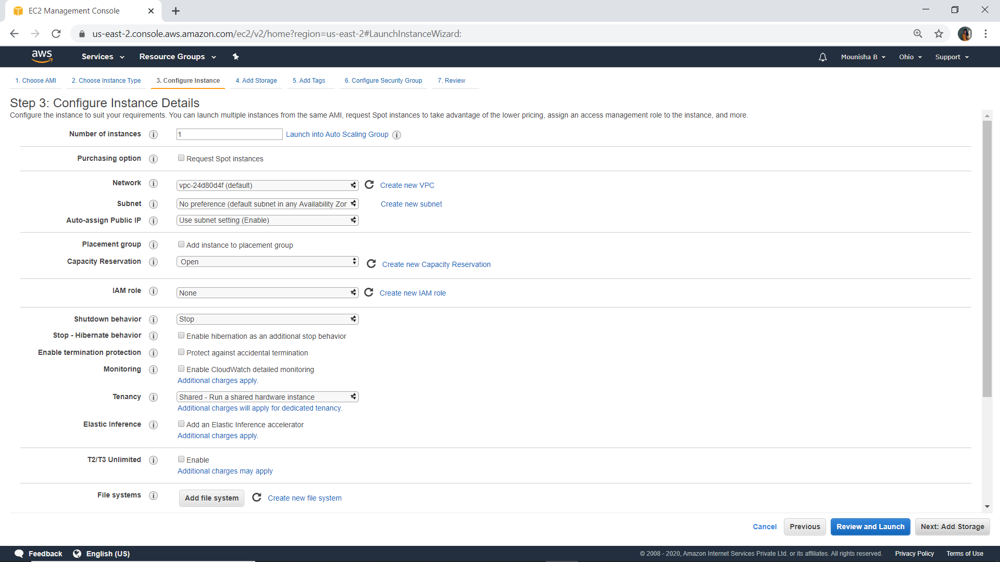 EC2 Management Console
us-east-2.console.aws.amazon.com/ec2/v2/home?region=us-east-2#LaunchInstanceWizard:
aws Services Resource Groups Mounisha B Ohio Support
1. Choose AMI 2. Choose Instance Type 3. Configure Instance 4. Add Storage 5. Add Tags 6. Configure Security Group 7. Review
Step 3: Configure Instance Details
Configure the instance to suit your requirements. You can launch multiple instances from the same AMI, request Spot instances to take advantage of the lower pricing, assign an access management role to the instance, and more.
Number of instances i 1 Launch into Auto Scaling Group i
Purchasing option i Request Spot instances
Network i vpc-24d80d4f (default) Create new VPC
Subnet i No preference (default subnet in any Availability Zor Create new subnet
Auto-assign Public IP i Use subnet setting (Enable)
Placement group i Add instance to placement group
Capacity Reservation i Open Create new Capacity Reservation
IAM role i None Create new IAM role
Shutdown behavior i Stop
Stop - Hibernate behavior i Enable hibernation as an additional stop behavior
Enable termination protection i Protect against accidental termination
Monitoring i Enable CloudWatch detailed monitoring
Additional charges apply.
Tenancy i Shared - Run a shared hardware instance
Additional charges will apply for dedicated tenancy.
Elastic Inference i Add an Elastic Inference accelerator
Additional charges apply.
T2/T3 Unlimited i Enable
Additional charges may apply
File systems i Add file system Create new file system
Cancel Previous Review and Launch Next: Add Storage
Feedback English (US) © 2008 - 2020, Amazon Internet Services Private Ltd. or its affiliates. All rights reserved. Privacy Policy Terms of Use